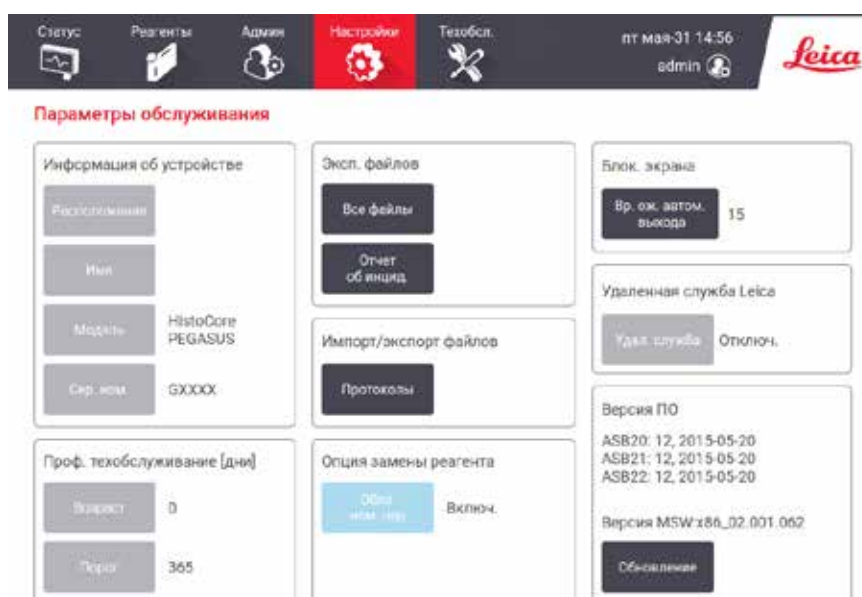 Статус
Реагенты
Админ
Настройки
Техобсл.
пт мая-31 14:56
admin
Leica
Параметры обслуживания
Информация об устройстве
Расположение
Имя
Модель
HistoCore
PEGASUS
Сер. ном.
GXXXX
Проф. техобслуживание [дни]
Возраст
0
Порог
365
Эксп. файлов
Все файлы
Отчет
об инцид.
Импорт/экспорт файлов
Протоколы
Опция замены реагента
Включ.
Блок. экрана
Вр. ож. автом.
выхода
15
Удаленная служба Leica
Удал. служба
Отключ.
Версия ПО
ASB20: 12, 2015-05-20
ASB21: 12, 2015-05-20
ASB22: 12, 2015-05-20
Версия MSW:x86_02.001.062
Обновление